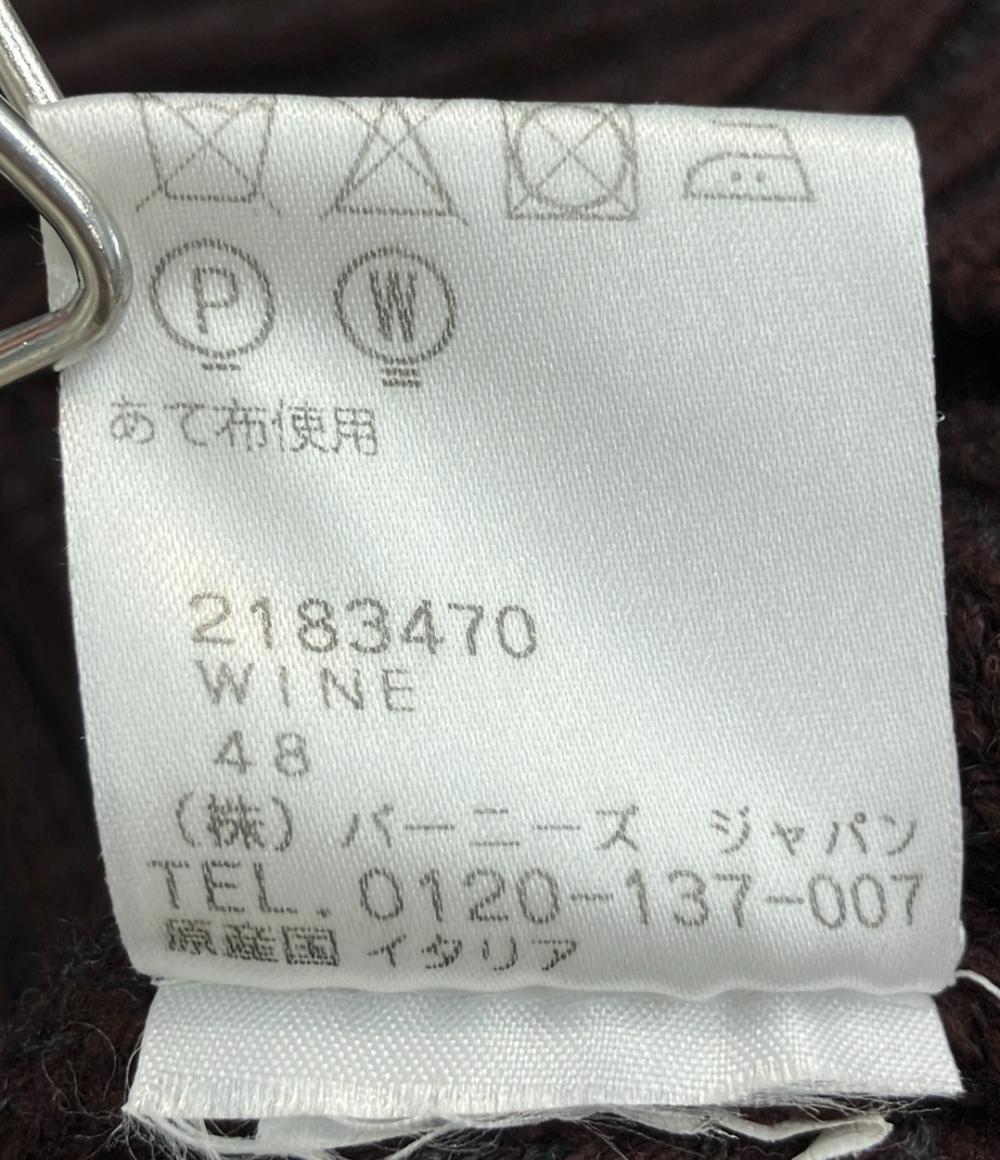 P W
あて布使用
2183470
WINE
48
(株) バーニーズ ジャパン
TEL. 0120-137-007
原産国 イタリア